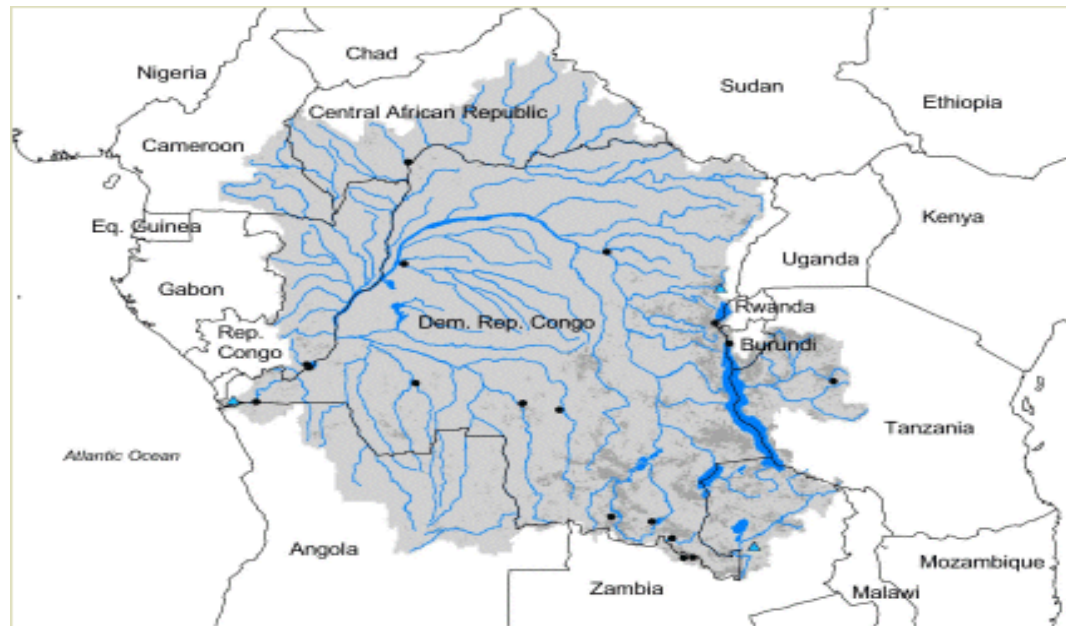 Chad
Nigeria
Sudan
Ethiopia
Central African Republic
Cameroon
Eq. Guinea
Kenya
Uganda
Gabon
Rwanda
Rep.
Congo
Dem. Rep. Congo
Burundi
Tanzania
Atlantic Ocean
Angola
Mozambique
Zambia
Malawi